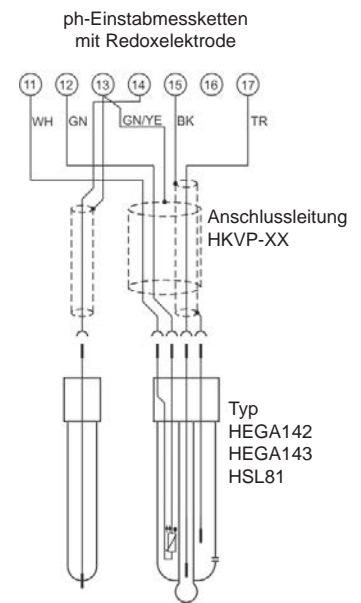 ph-Einstabmessketten
mit Redoxelektrode
11 12 13 14 15 16 17
WH GN GN/YE BK TR
Anschlussleitung
HKVP-XX
Typ
HEGA142
HEGA143
HSL81